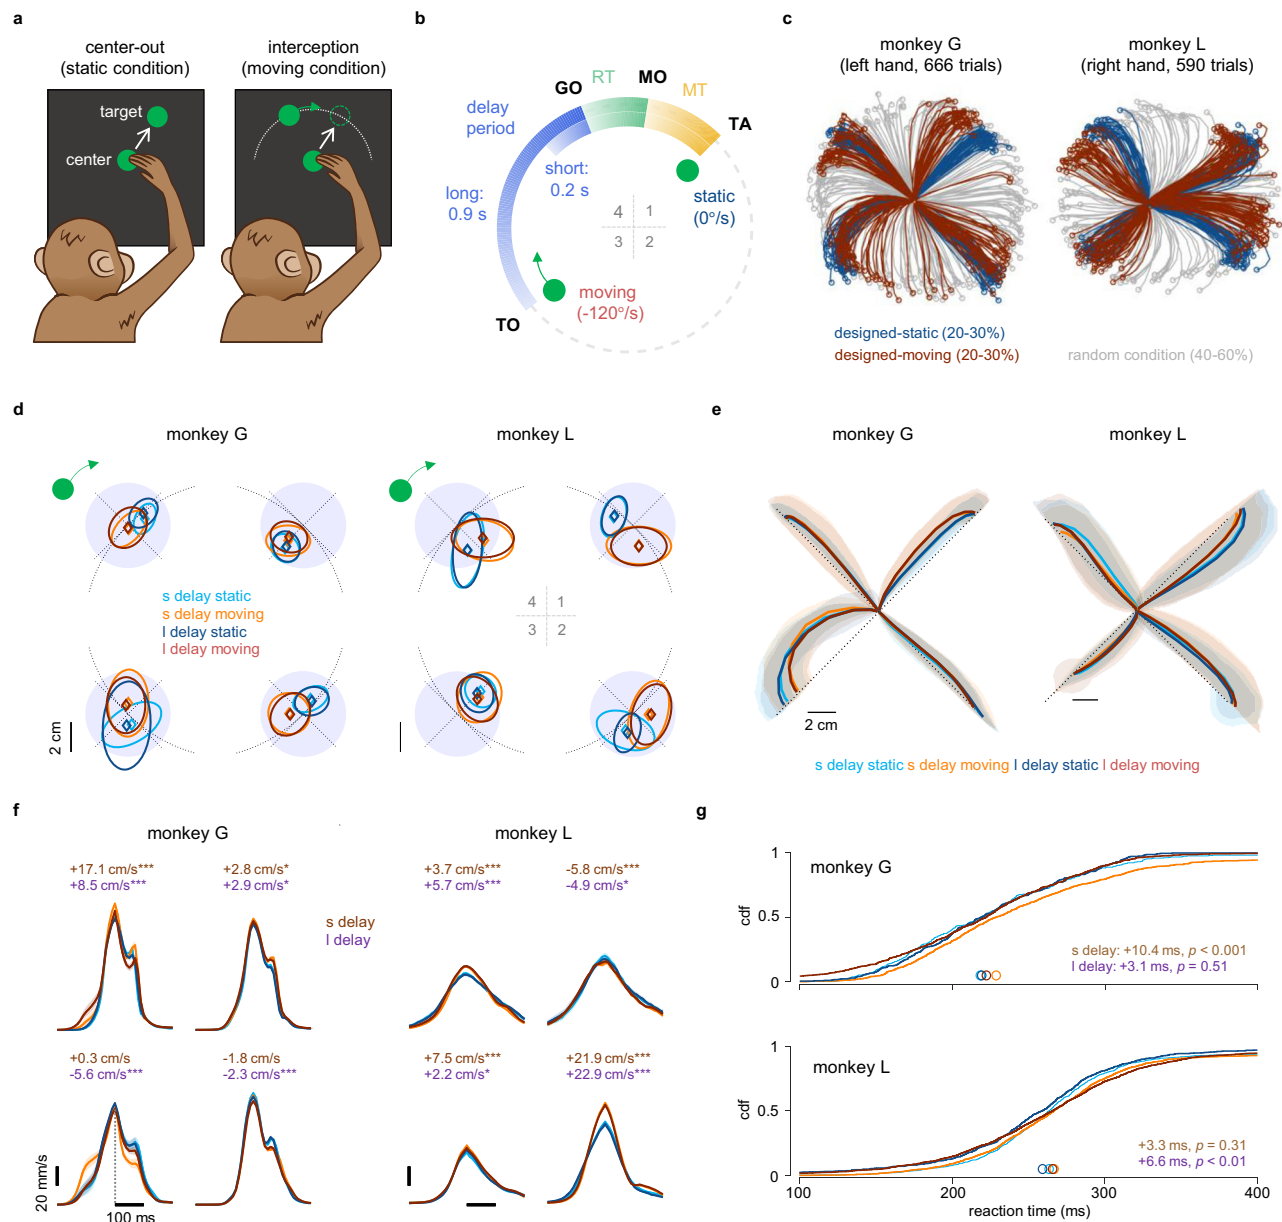 a
center-out
(static condition)
interception
(moving condition)
target
center
b
GO
RT
MO
MT
TA
delay
period
short:
0.2 s
long:
0.9 s
static
(0°/s)
4 1
3 2
moving
(-120°/s)
TO
c
monkey G
(left hand, 666 trials)
monkey L
(right hand, 590 trials)
designed-static (20-30%)
designed-moving (20-30%)
random condition (40-60%)
d
monkey G
monkey L
s delay static
s delay moving
l delay static
l delay moving
4 1
3 2
2 cm
e
monkey G
monkey L
2 cm
s delay static s delay moving l delay static l delay moving
f
monkey G
monkey L
+17.1 cm/s***
+8.5 cm/s***
+2.8 cm/s*
+2.9 cm/s*
+3.7 cm/s***
+5.7 cm/s***
-5.8 cm/s***
-4.9 cm/s*
s delay
l delay
+0.3 cm/s
-5.6 cm/s***
-1.8 cm/s
-2.3 cm/s***
+7.5 cm/s***
+2.2 cm/s*
+21.9 cm/s***
+22.9 cm/s***
20 mm/s
100 ms
g
monkey G
cdf
1
0.5
0
s delay: +10.4 ms, p < 0.001
l delay: +3.1 ms, p = 0.51
monkey L
cdf
1
0.5
0
+3.3 ms, p = 0.31
+6.6 ms, p < 0.01
100 200 300 400
reaction time (ms)